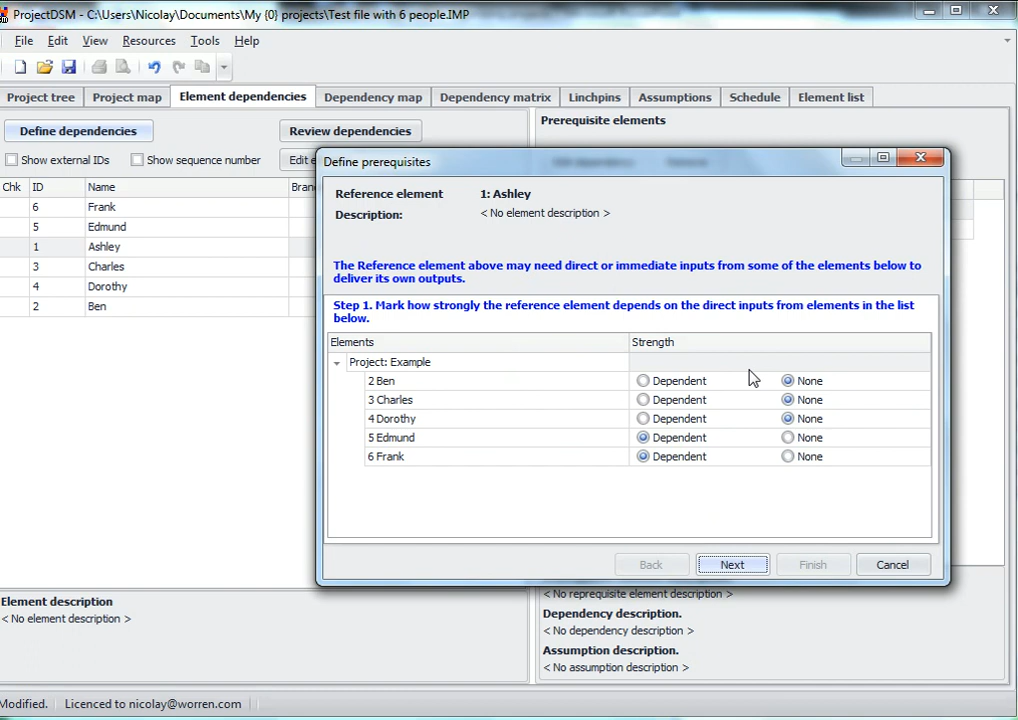 ProjectDSM - C:\Users\Nicolay\Documents\My {0} projects\Test file with 6 people.IMP
File Edit View Resources Tools Help
Project tree Project map Element dependencies Dependency map Dependency matrix Linchpins Assumptions Schedule Element list
Define dependencies Review dependencies
Prerequisite elements
Show external IDs Show sequence number Edit e
Chk ID Name Bran
6 Frank
5 Edmund
1 Ashley
3 Charles
4 Dorothy
2 Ben
Define prerequisites
Reference element 1: Ashley
Description: < No element description >
The Reference element above may need direct or immediate inputs from some of the elements below to
deliver its own outputs.
Step 1. Mark how strongly the reference element depends on the direct inputs from elements in the list
below.
Elements Strength
Project: Example
2 Ben Dependent None
3 Charles Dependent None
4 Dorothy Dependent None
5 Edmund Dependent None
6 Frank Dependent None
Back Next Finish Cancel
Element description
< No element description >
< No reprequisite element description >
Dependency description.
< No dependency description >
Assumption description.
< No assumption description >
Modified. Licenced to nicolay@worren.com